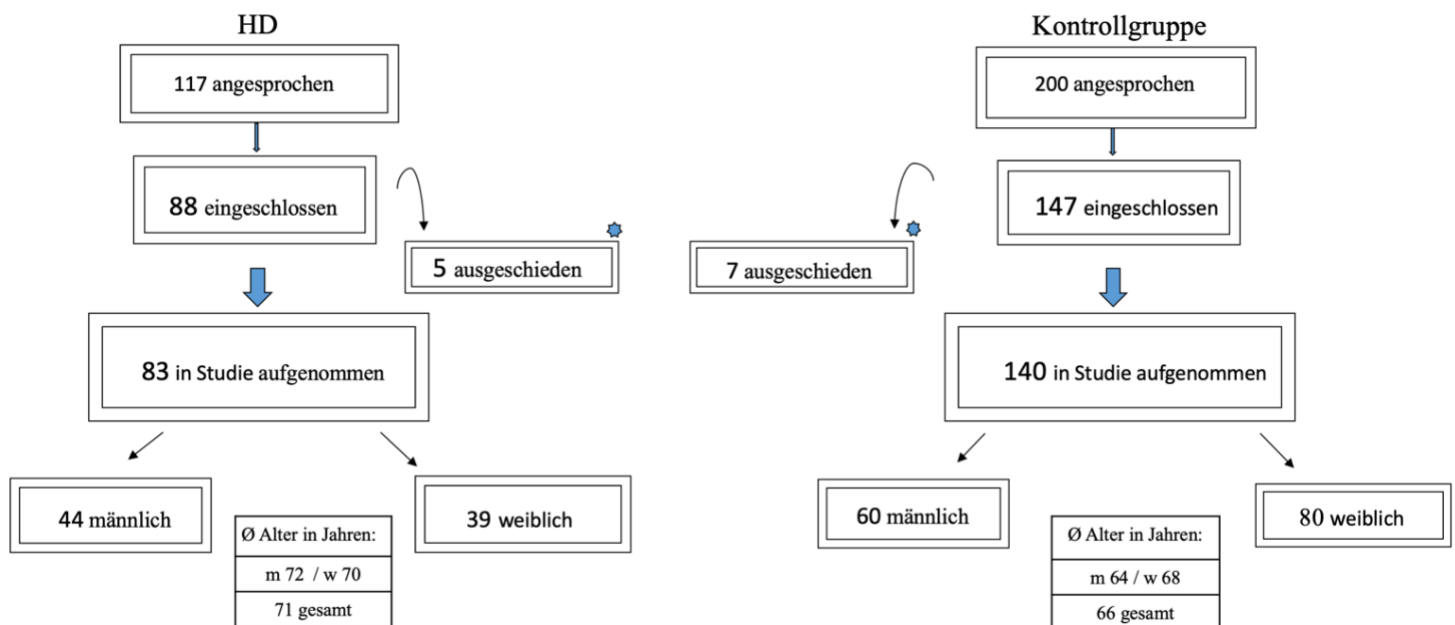 HD
117 angesprochen
88 eingeschlossen
5 ausgeschieden
83 in Studie aufgenommen
44 männlich
39 weiblich
Ø Alter in Jahren:
m 72 / w 70
71 gesamt
Kontrollgruppe
200 angesprochen
147 eingeschlossen
7 ausgeschieden
140 in Studie aufgenommen
60 männlich
80 weiblich
Ø Alter in Jahren:
m 64 / w 68
66 gesamt